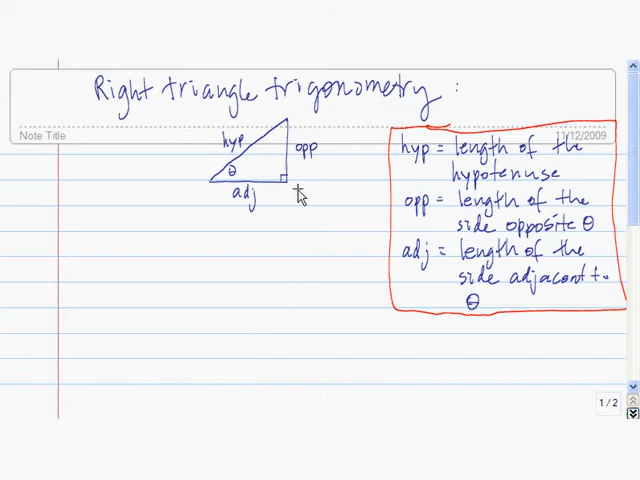 Right triangle trigonometry :
Note Title
11/12/2009
hyp
opp
θ
adj
hyp = length of the
hypotenuse
opp = length of the
side opposite θ
adj = length of the
side adjacent to
θ
1 / 2